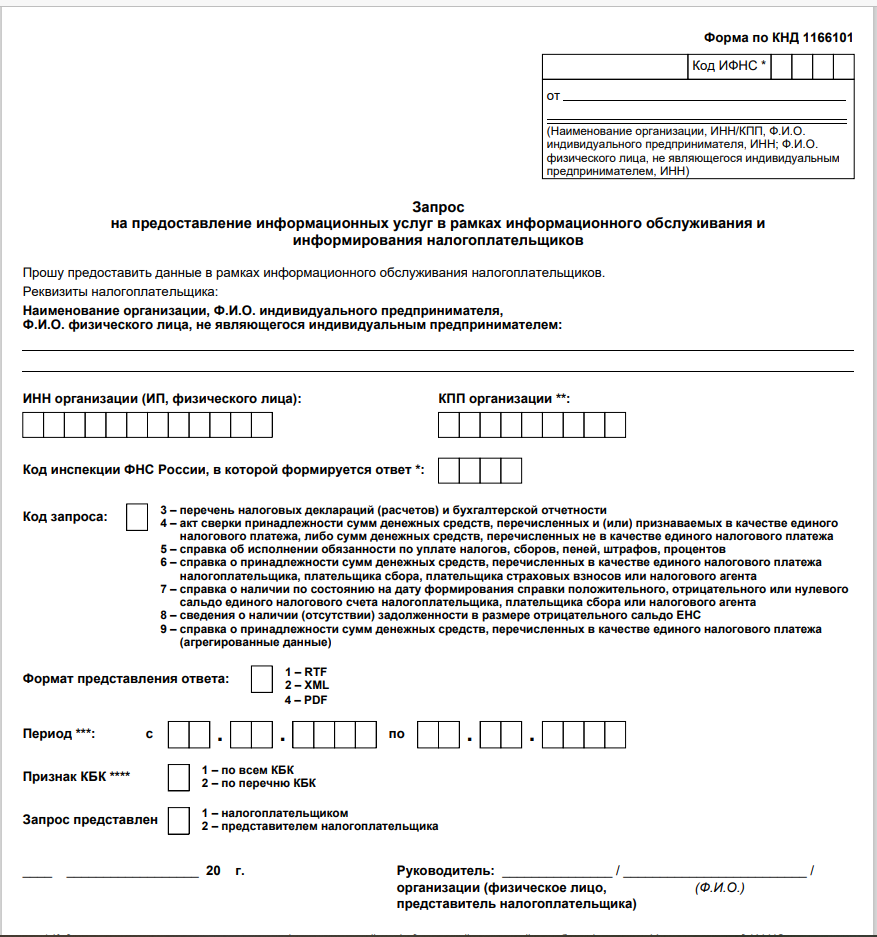 Форма по КНД 1166101
Код ИФНС *
от
(Наименование организации, ИНН/КПП, Ф.И.О.
индивидуального предпринимателя, ИНН; Ф.И.О.
физического лица, не являющегося индивидуальным
предпринимателем, ИНН)
Запрос
на предоставление информационных услуг в рамках информационного обслуживания и
информирования налогоплательщиков
Прошу предоставить данные в рамках информационного обслуживания налогоплательщиков.
Реквизиты налогоплательщика:
Наименование организации, Ф.И.О. индивидуального предпринимателя,
Ф.И.О. физического лица, не являющегося индивидуальным предпринимателем:
ИНН организации (ИП, физического лица): КПП организации **:
Код инспекции ФНС России, в которой формируется ответ *:
Код запроса: 3 – перечень налоговых деклараций (расчетов) и бухгалтерской отчетности
4 – акт сверки принадлежности сумм денежных средств, перечисленных и (или) признаваемых в качестве единого
налогового платежа, либо сумм денежных средств, перечисленных не в качестве единого налогового платежа
5 – справка об исполнении обязанности по уплате налогов, сборов, пеней, штрафов, процентов
6 – справка о принадлежности сумм денежных средств, перечисленных в качестве единого налогового платежа
налогоплательщика, плательщика сбора, плательщика страховых взносов или налогового агента
7 – справка о наличии по состоянию на дату формирования справки положительного, отрицательного или нулевого
сальдо единого налогового счета налогоплательщика, плательщика сбора или налогового агента
8 – сведения о наличии (отсутствии) задолженности в размере отрицательного сальдо ЕНС
9 – справка о принадлежности сумм денежных средств, перечисленных в качестве единого налогового платежа
(агрегированные данные)
Формат представления ответа: 1 – RTF
2 – XML
4 – PDF
Период ***: с . . по . .
Признак КБК **** 1 – по всем КБК
2 – по перечню КБК
Запрос представлен 1 – налогоплательщиком
2 – представителем налогоплательщика
____ __________________ 20 г. Руководитель: _______________ / _________________________ /
организации (физическое лицо, (Ф.И.О.)
представитель налогоплательщика)